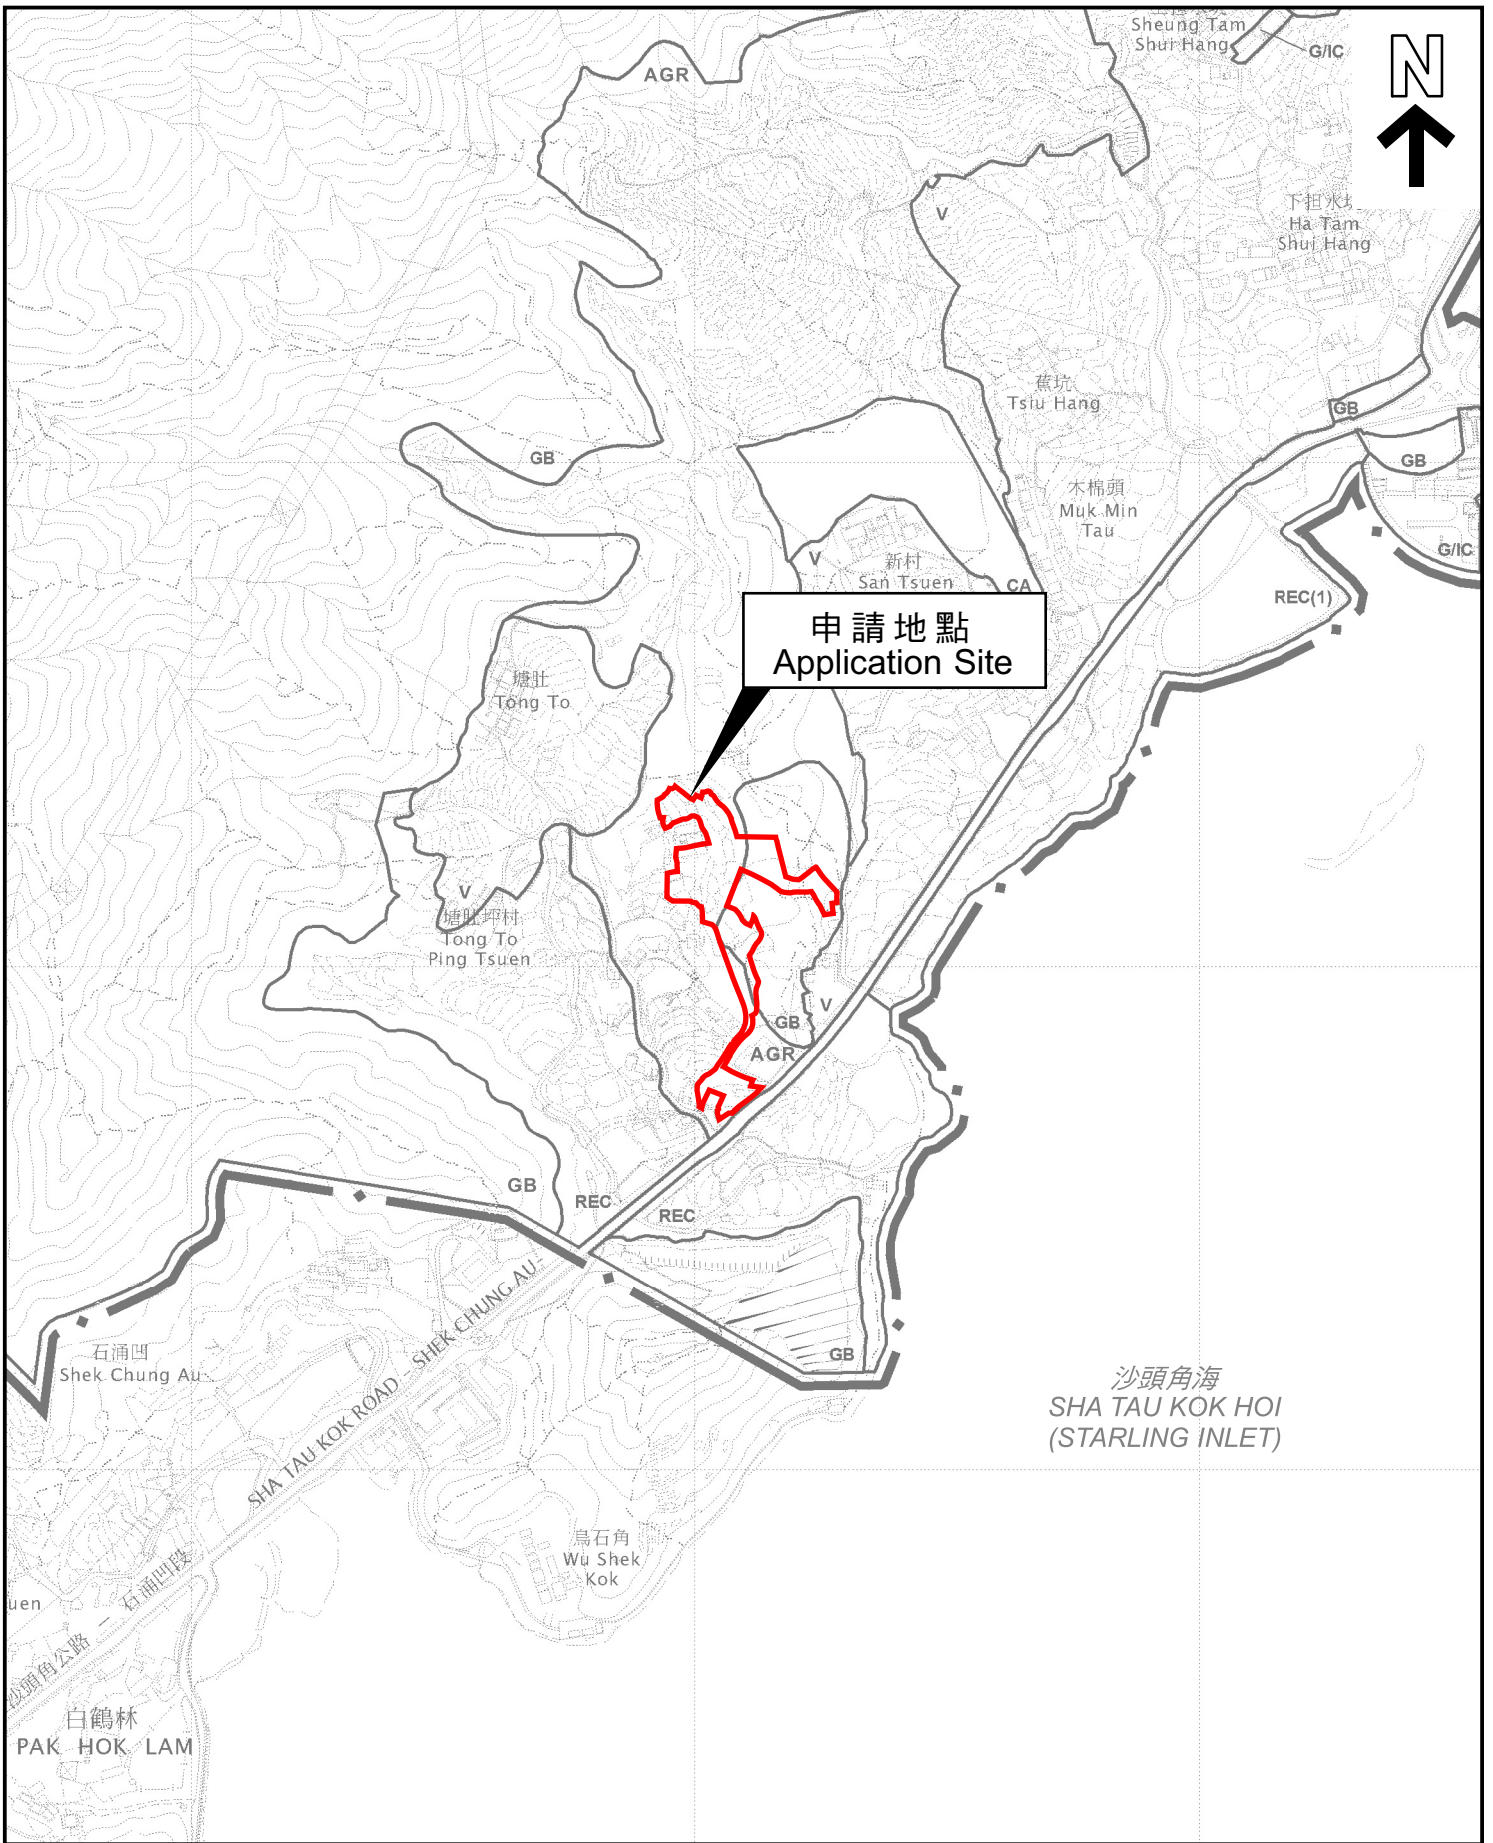 Sheung Tam
Shui Hang
G/IC
N
AGR
V
Ha Tam
Shui Hang
蕉坑
Tsiu Hang
GB
GB
GB
木棉頭
Muk Min
Tau
V
新村
San Tsuen
CA
G/IC
REC(1)
申請地點
Application Site
塘肚
Tong To
V
塘肚坪村
Tong To
Ping Tsuen
V
GB
AGR
GB
REC
REC
GB
石涌凹
Shek Chung Au
SHA TAU KOK ROAD - SHEK CHUNG AU
沙頭角海
SHA TAU KOK HOI
(STARLING INLET)
烏石角
Wu Shek
Kok
uen
沙頭角公路 － 石涌凹段
白鶴林
PAK HOK LAM